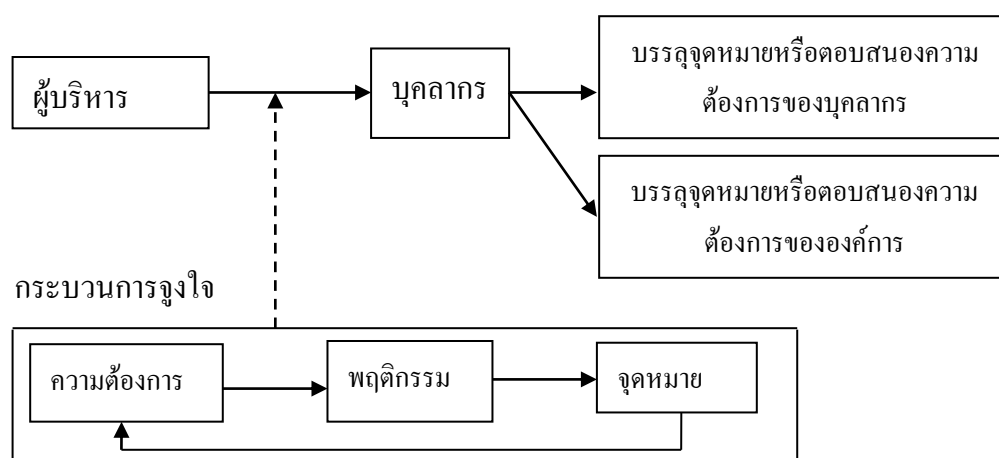 ผู้บริหาร
บุคลากร
บรรลุจุดหมายหรือตอบสนองความ
ต้องการของบุคลากร
บรรลุจุดหมายหรือตอบสนองความ
ต้องการขององค์การ
กระบวนการจูงใจ
ความต้องการ
พฤติกรรม
จุดหมาย